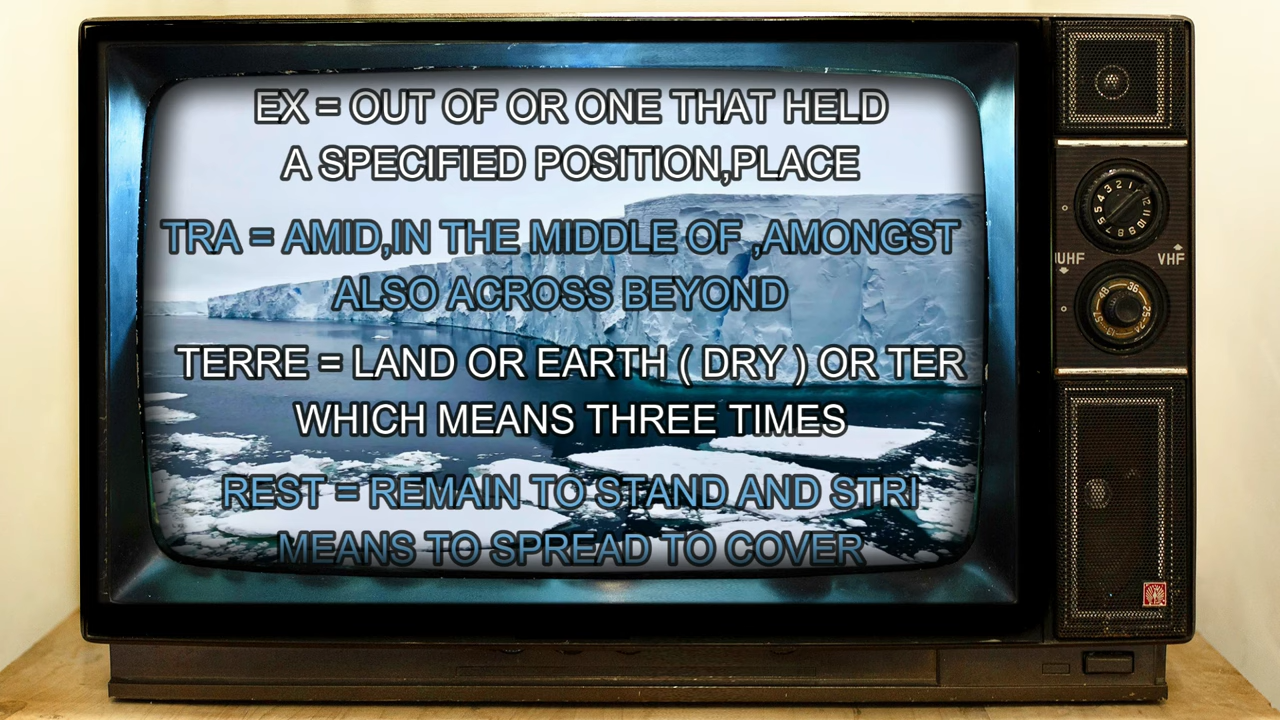 EX = OUT OF OR ONE THAT HELD
A SPECIFIED POSITION,PLACE
TRA = AMID,IN THE MIDDLE OF ,AMONGST
ALSO ACROSS BEYOND
TERRE = LAND OR EARTH ( DRY ) OR TER
WHICH MEANS THREE TIMES
REST = REMAIN TO STAND AND STRI
MEANS TO SPREAD TO COVER
UHF
VHF